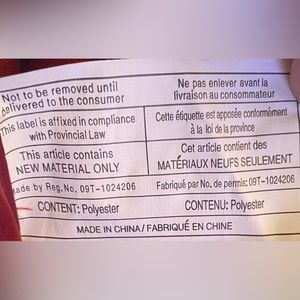 Not to be removed until
delivered to the consumer
Ne pas enlever avant la
livraison au consommateur
This label is affixed in compliance
with Provincial Law
Cette étiquette est apposée conformément
à la loi de la province
This article contains
NEW MATERIAL ONLY
Cet article contient des
MATÉRIAUX NEUFS SEULEMENT
Made by Reg.No. 09T-1024206
Fabriqué par No. de permis: 09T-1024206
CONTENT: Polyester
CONTENU: Polyester
MADE IN CHINA / FABRIQUÉ EN CHINE